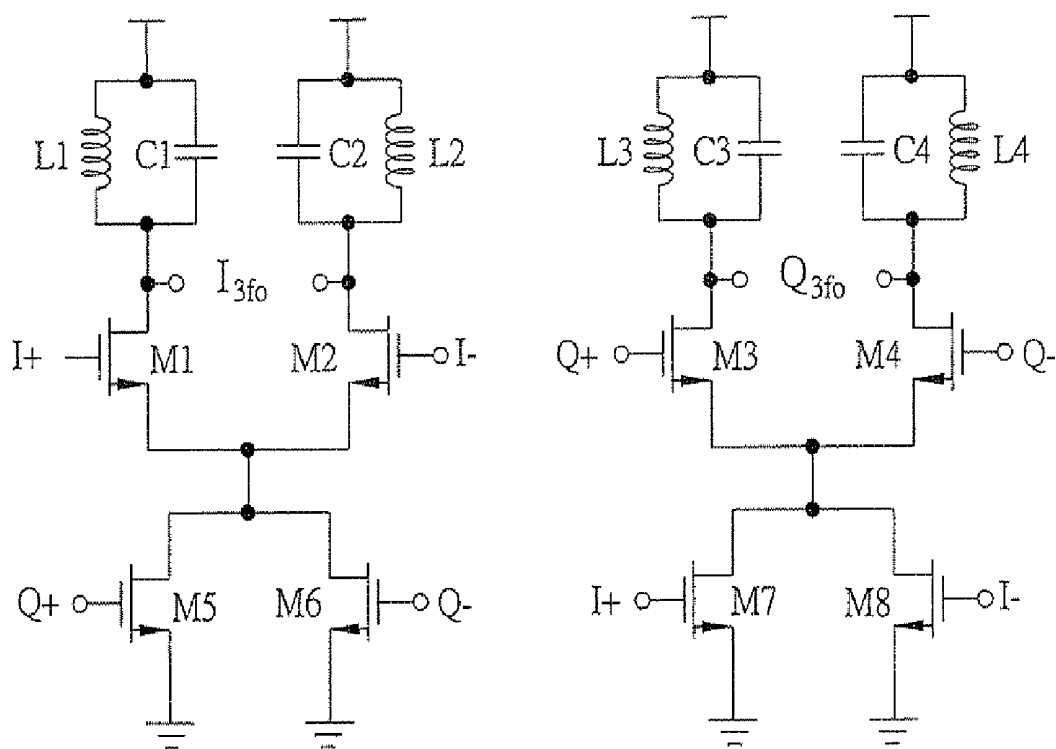 L1 C1 C2 L2 L3 C3 C4 L4
I3fo Q3fo
I+ M1 M2 I- Q+ M3 M4 Q-
Q+ M5 M6 Q- I+ M7 M8 I-